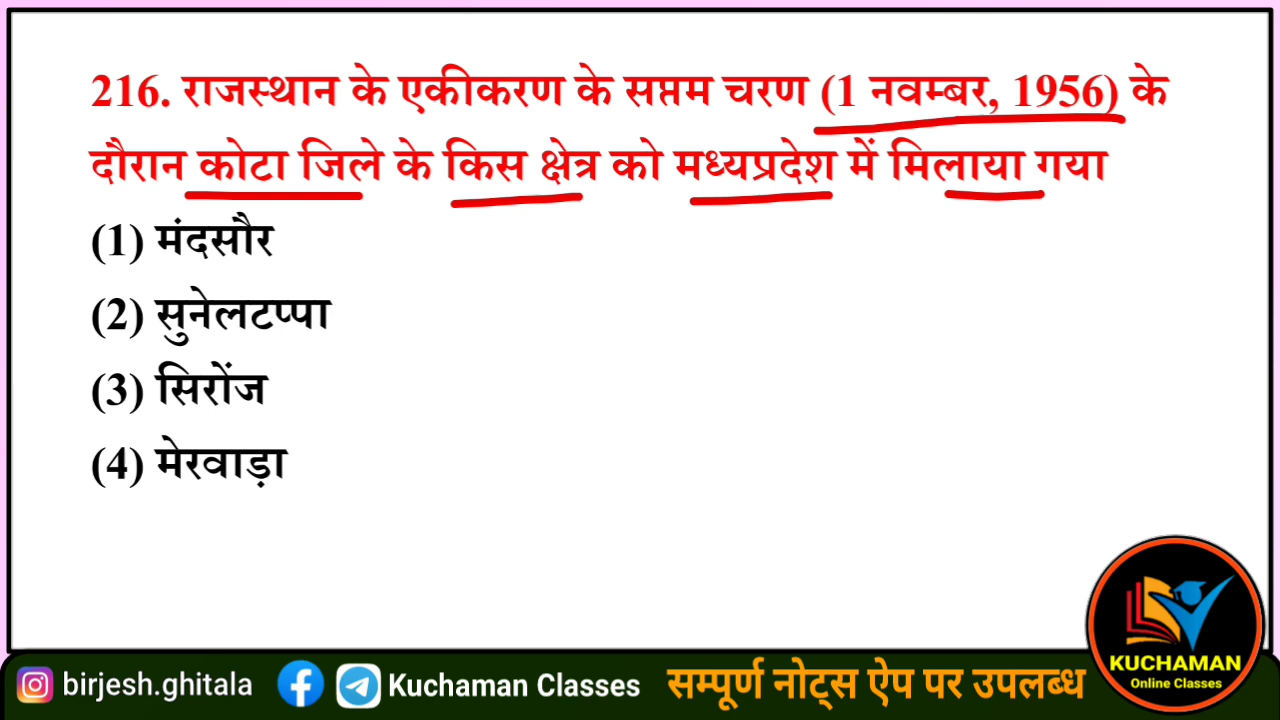 216. राजस्थान के एकीकरण के सप्तम चरण (1 नवम्बर, 1956) के
दौरान कोटा जिले के किस क्षेत्र को मध्यप्रदेश में मिलाया गया
(1) मंदसौर
(2) सुनेलटप्पा
(3) सिरोंज
(4) मेरवाड़ा
KUCHAMAN
Online Classes
birjesh.ghitala
Kuchaman Classes
सम्पूर्ण नोट्स ऐप पर उपलब्ध